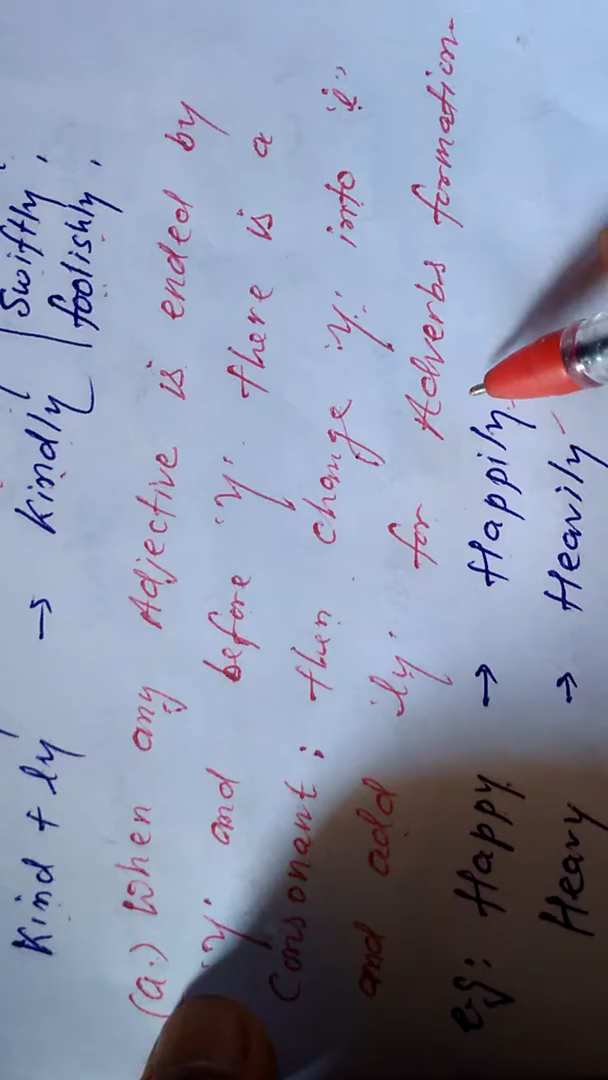 Kind + ly → Kindly | Swiftly,
foolishly,
(a.) When any Adjective is ended by
'y' and before 'y' there is a
Consonant; then change 'y' into 'i'
and add 'ly' for Adverbs formation-
e.g: Happy → Happily
Heavy → Heavily